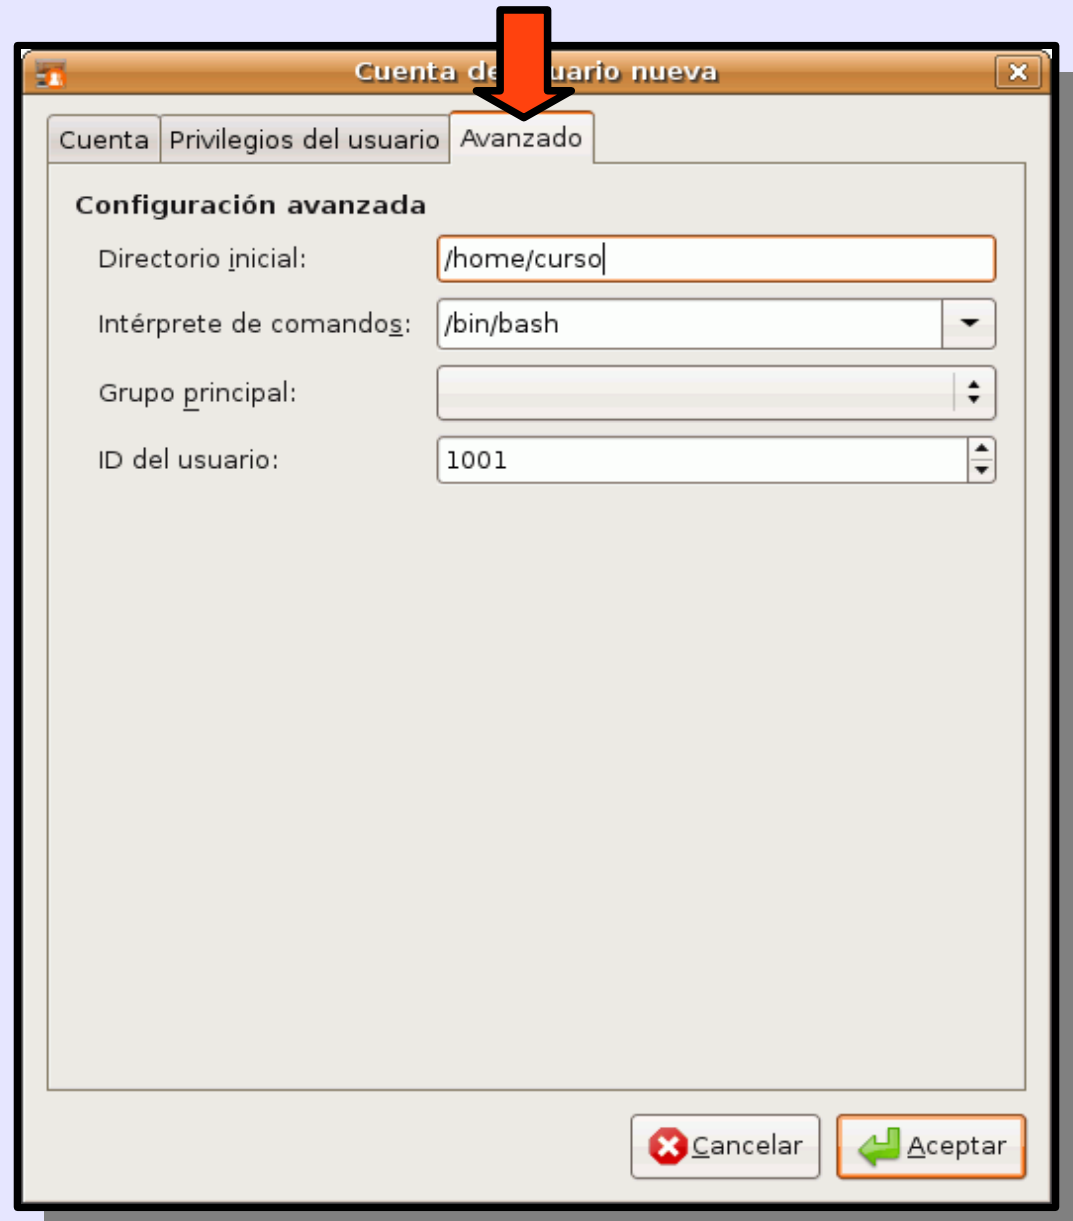 Cuenta de uario nueva
Cuenta Privilegios del usuario Avanzado
Configuración avanzada
Directorio inicial: /home/curso
Intérprete de comandos: /bin/bash
Grupo principal:
ID del usuario: 1001
Cancelar Aceptar